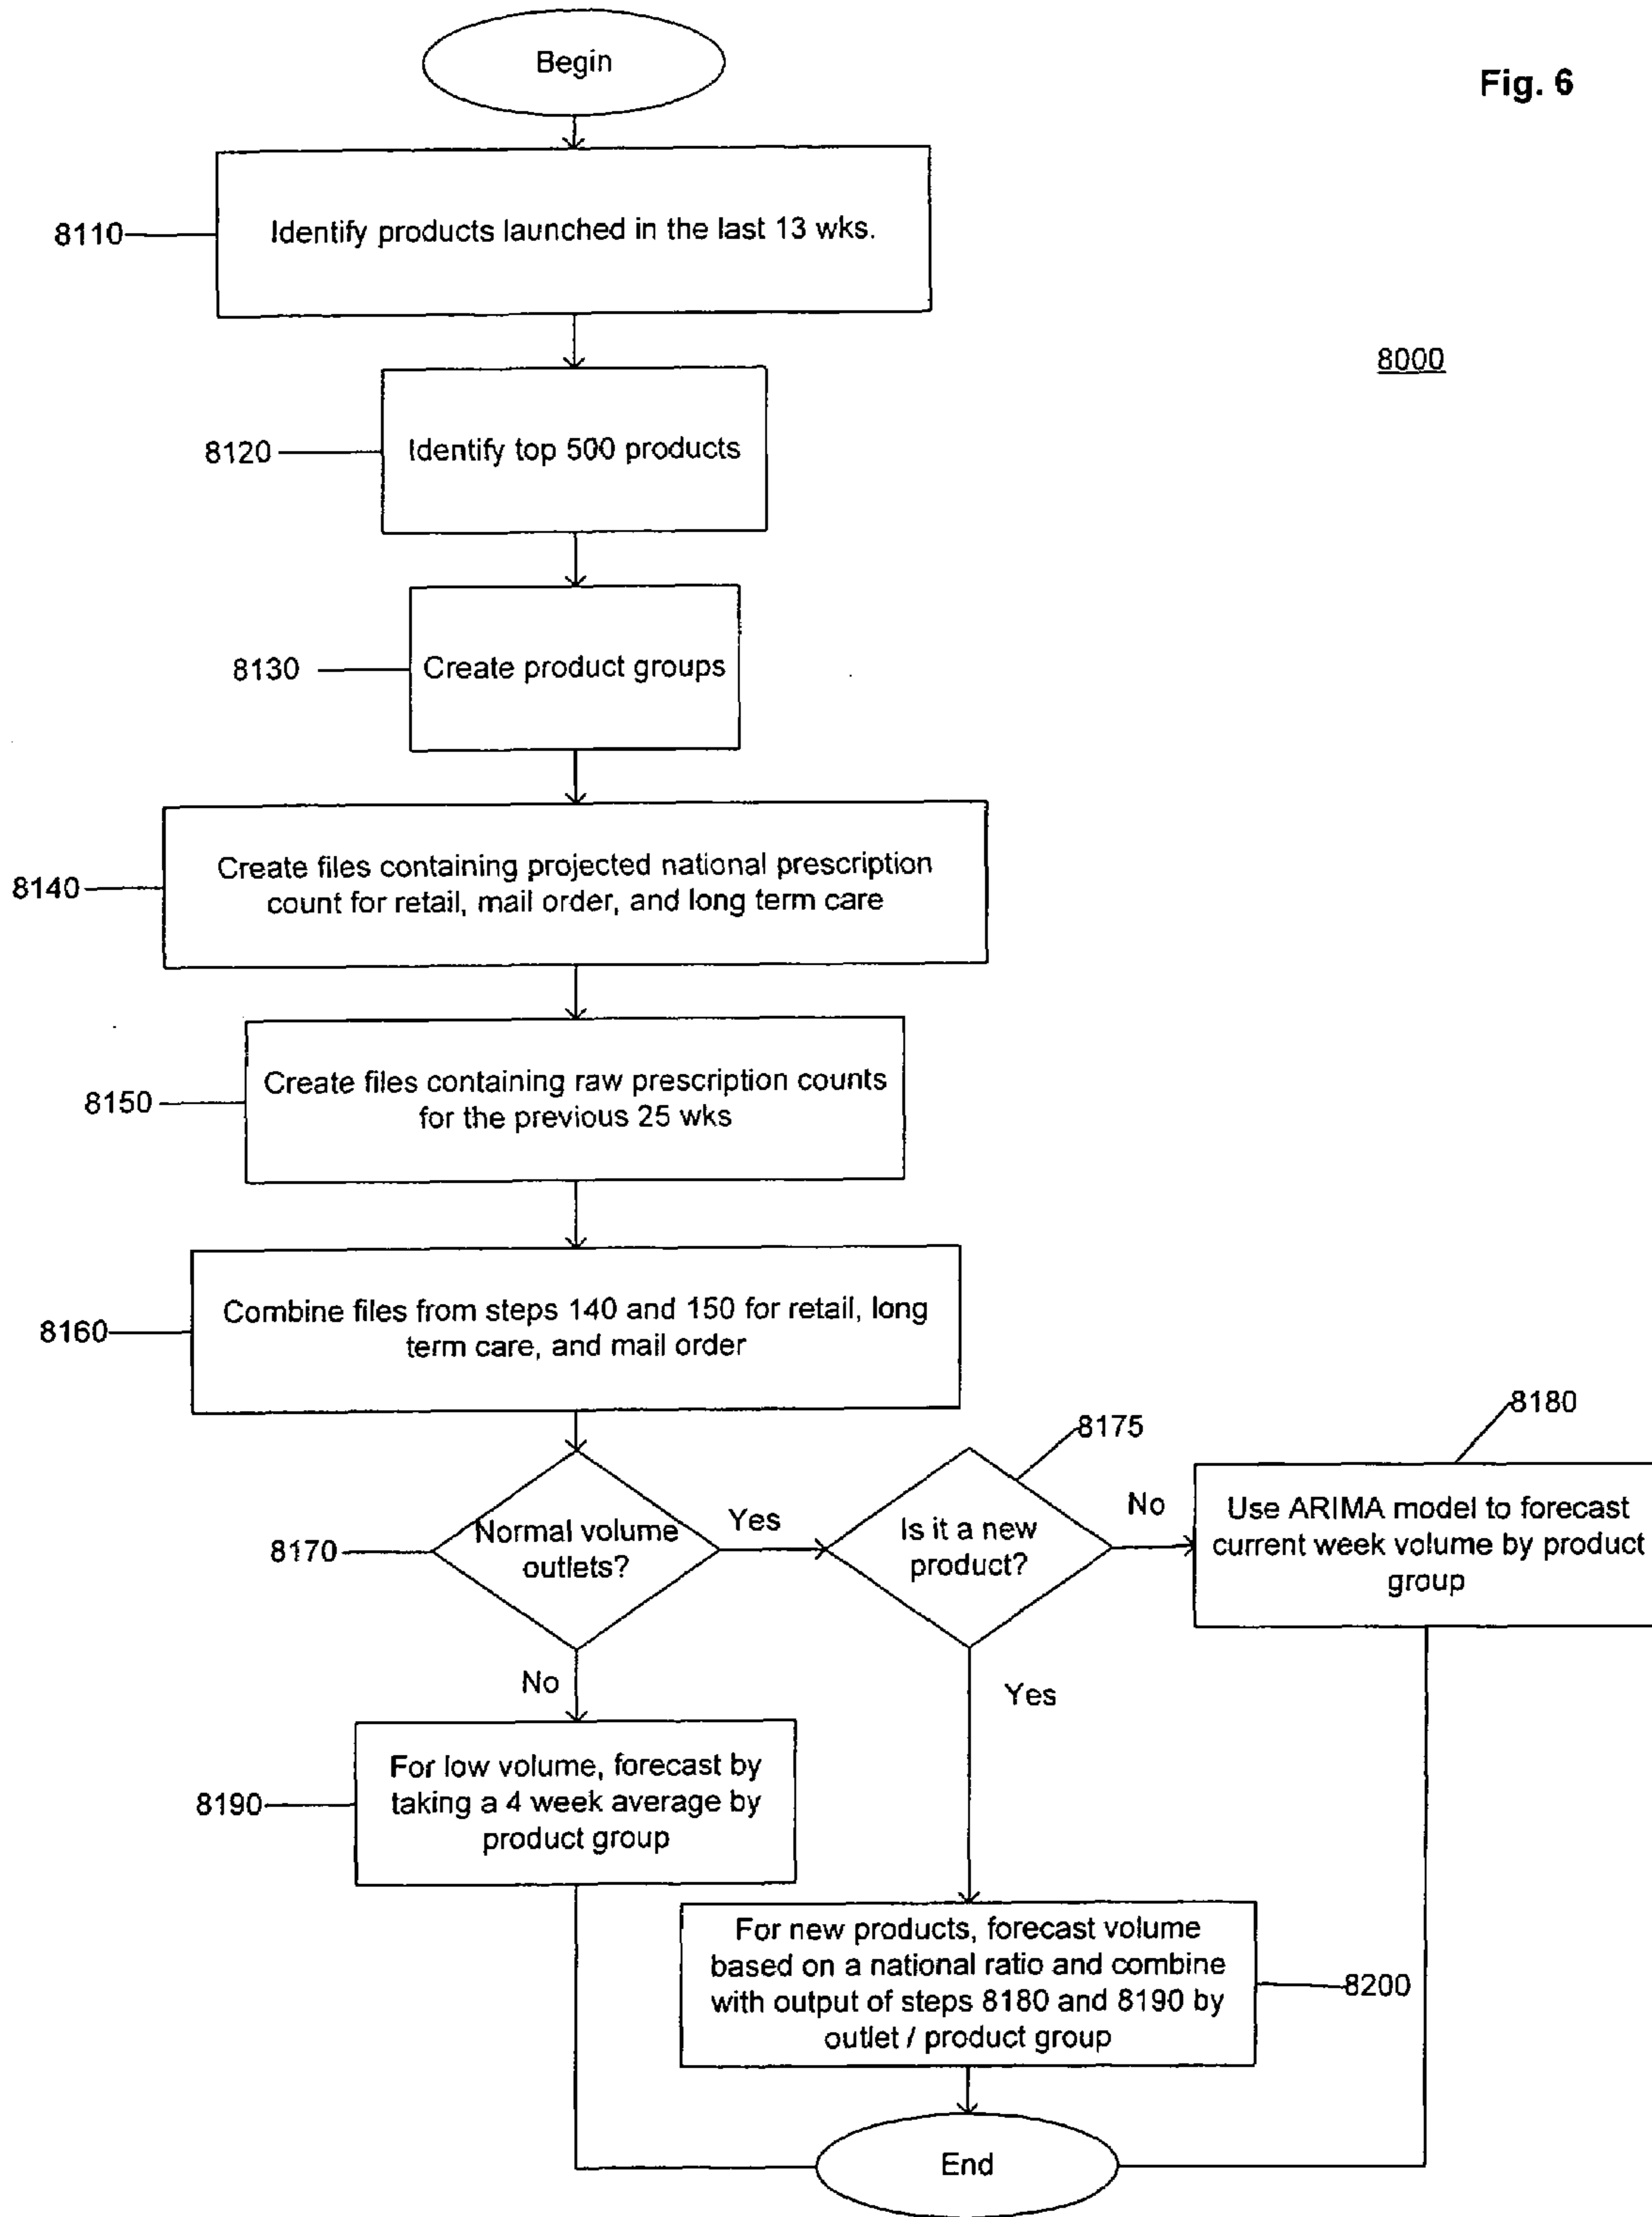 Begin
Fig. 6
8110
Identify products launched in the last 13 wks.
8000
8120
Identify top 500 products
8130
Create product groups
8140
Create files containing projected national prescription
count for retail, mail order, and long term care
8150
Create files containing raw prescription counts
for the previous 25 wks
8160
Combine files from steps 140 and 150 for retail, long
term care, and mail order
8170
Normal volume
outlets?
Yes
8175
Is it a new
product?
No
8180
Use ARIMA model to forecast
current week volume by product
group
No
Yes
8190
For low volume, forecast by
taking a 4 week average by
product group
For new products, forecast volume
based on a national ratio and combine
with output of steps 8180 and 8190 by
outlet / product group
8200
End